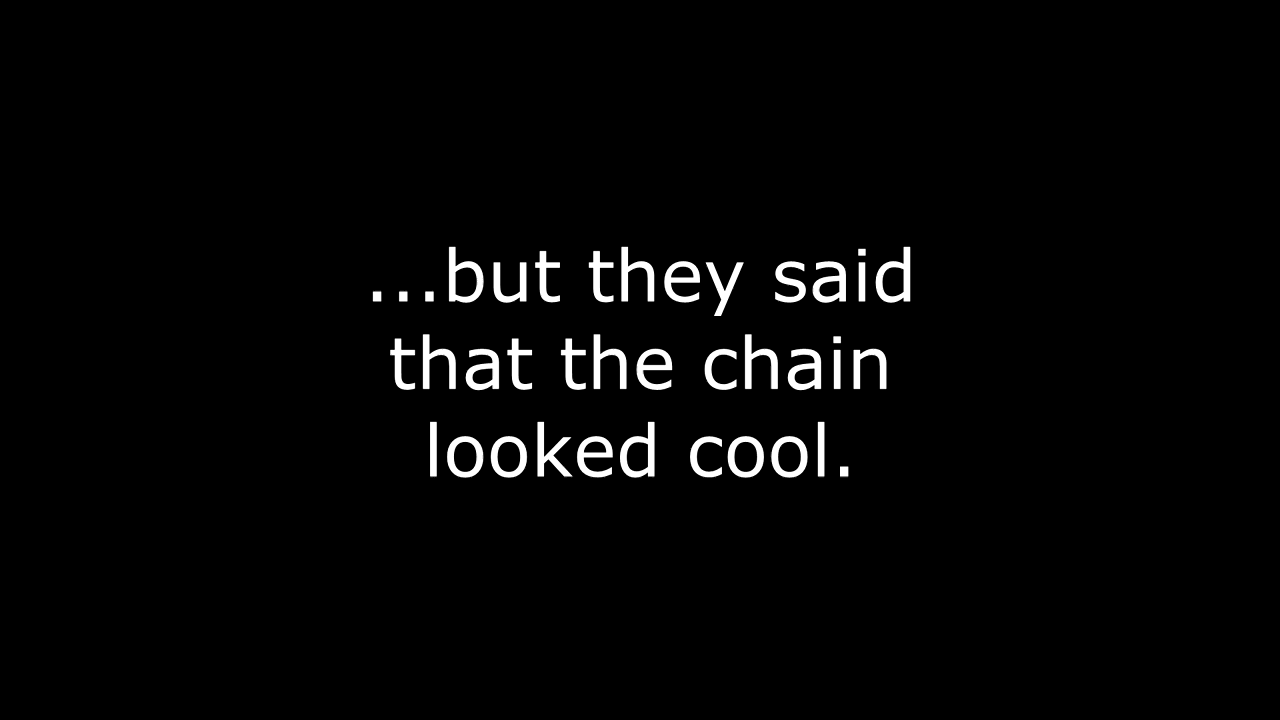 ...but they said
that the chain
looked cool.